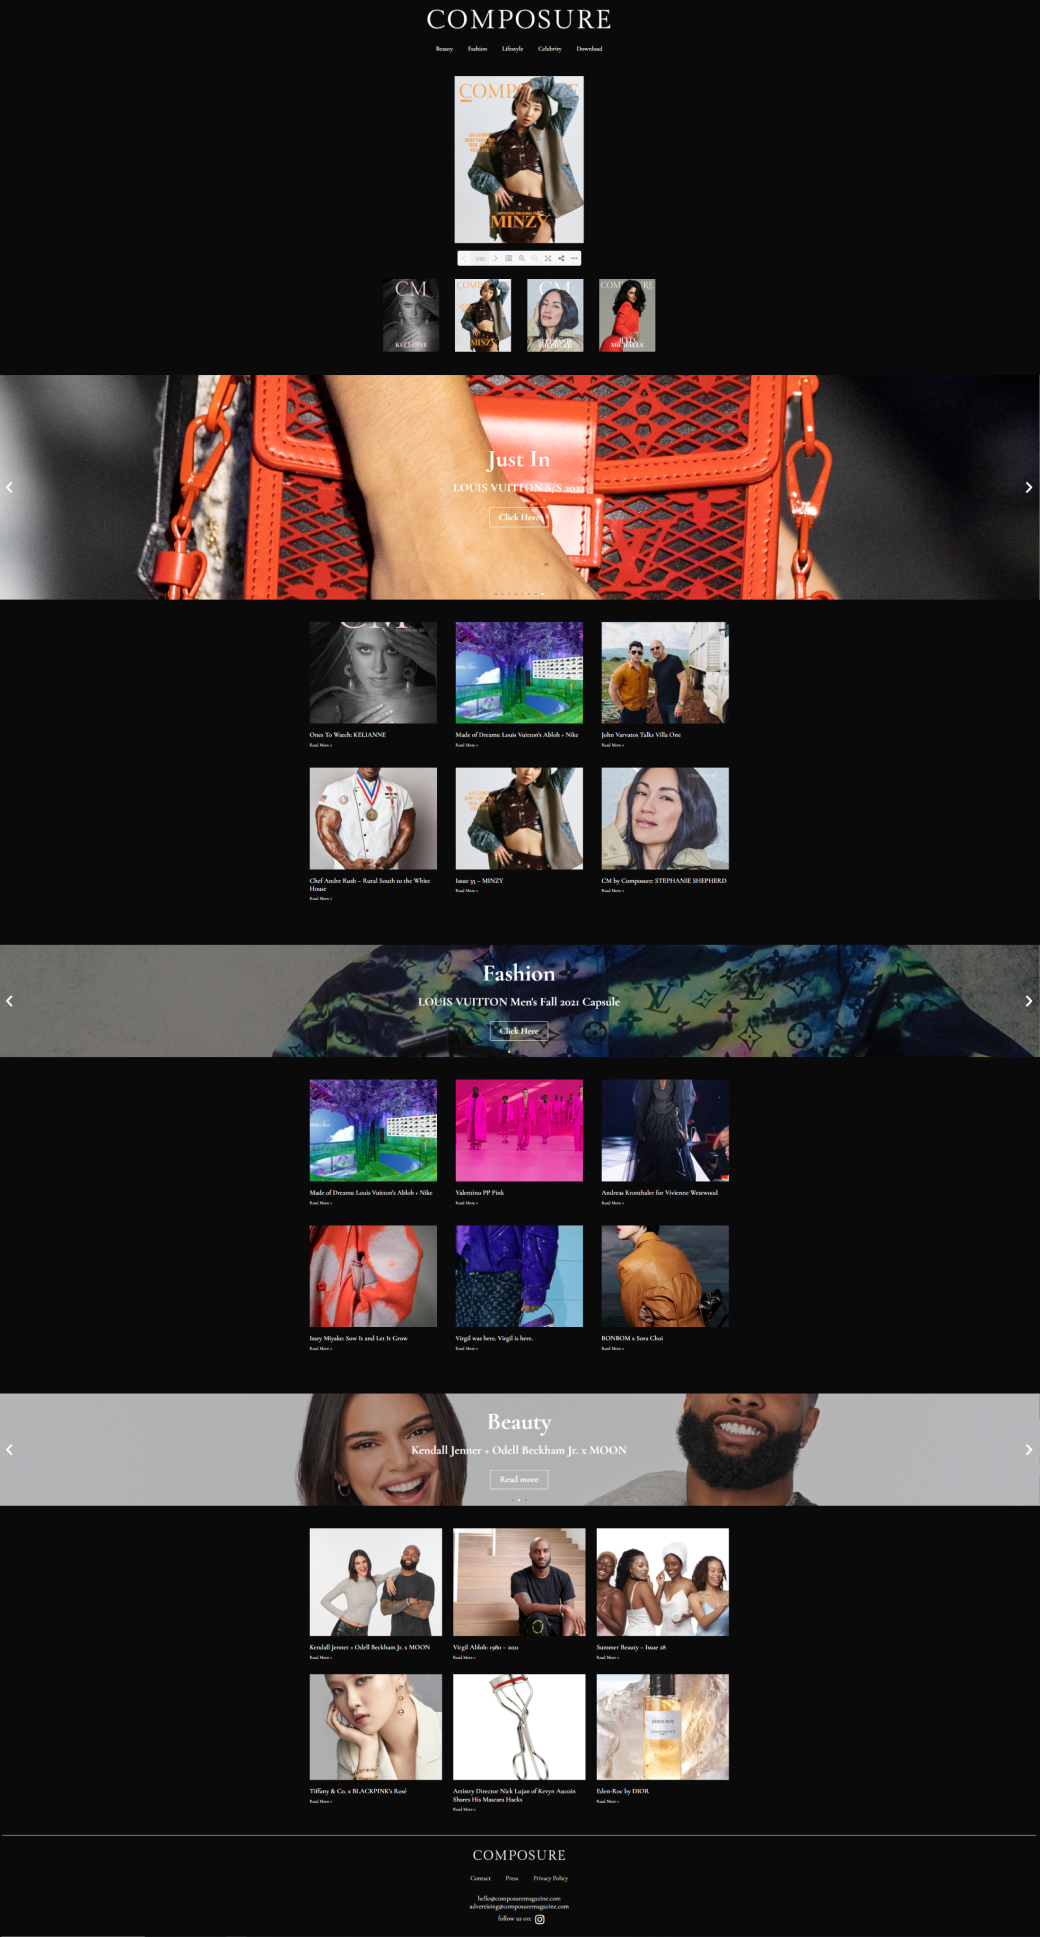 COMPOSURE
Beauty Fashion Lifestyle Celebrity Download
MINZY
1/60
CM
KELIANNE
MINZY
CM
COMPOSURE
JULIA
MICHAELS
Just In
LOUIS VUITTON S/S 2022
Click Here
CM
Ones To Watch: KELIANNE
Made of Dreams: Louis Vuitton's Abloh + Nike
John Varvatos Talks Villa One
Read More »
Read More »
Read More »
Chef Andre Rush – Rural South to the White
House
Issue 35 – MINZY
CM by Composure: STEPHANIE SHEPHERD
Read More »
Read More »
Read More »
Fashion
LOUIS VUITTON Men's Fall 2021 Capsule
Click Here
Made of Dreams: Louis Vuitton's Abloh + Nike
Valentino PP Pink
Andreas Kronthaler for Vivienne Westwood
Read More »
Read More »
Read More »
Issey Miyake: Sow It and Let It Grow
Virgil was here. Virgil is here.
BONBOM x Sora Choi
Read More »
Read More »
Read More »
Beauty
Kendall Jenner + Odell Beckham Jr. x MOON
Read more
Kendall Jenner + Odell Beckham Jr. x MOON
Virgil Abloh: 1980 – 2021
Summer Beauty – Issue 28
Read More »
Read More »
Read More »
EDEN-ROC
Tiffany & Co. x BLACKPINK's Rosé
Artistry Director Nick Lujan of Kevyn Aucoin
Shares His Mascara Hacks
Eden-Roc by DIOR
Read More »
Read More »
Read More »
COMPOSURE
Contact Press Privacy Policy
hello@composuremagazine.com
advertising@composuremagazine.com
follow us on: